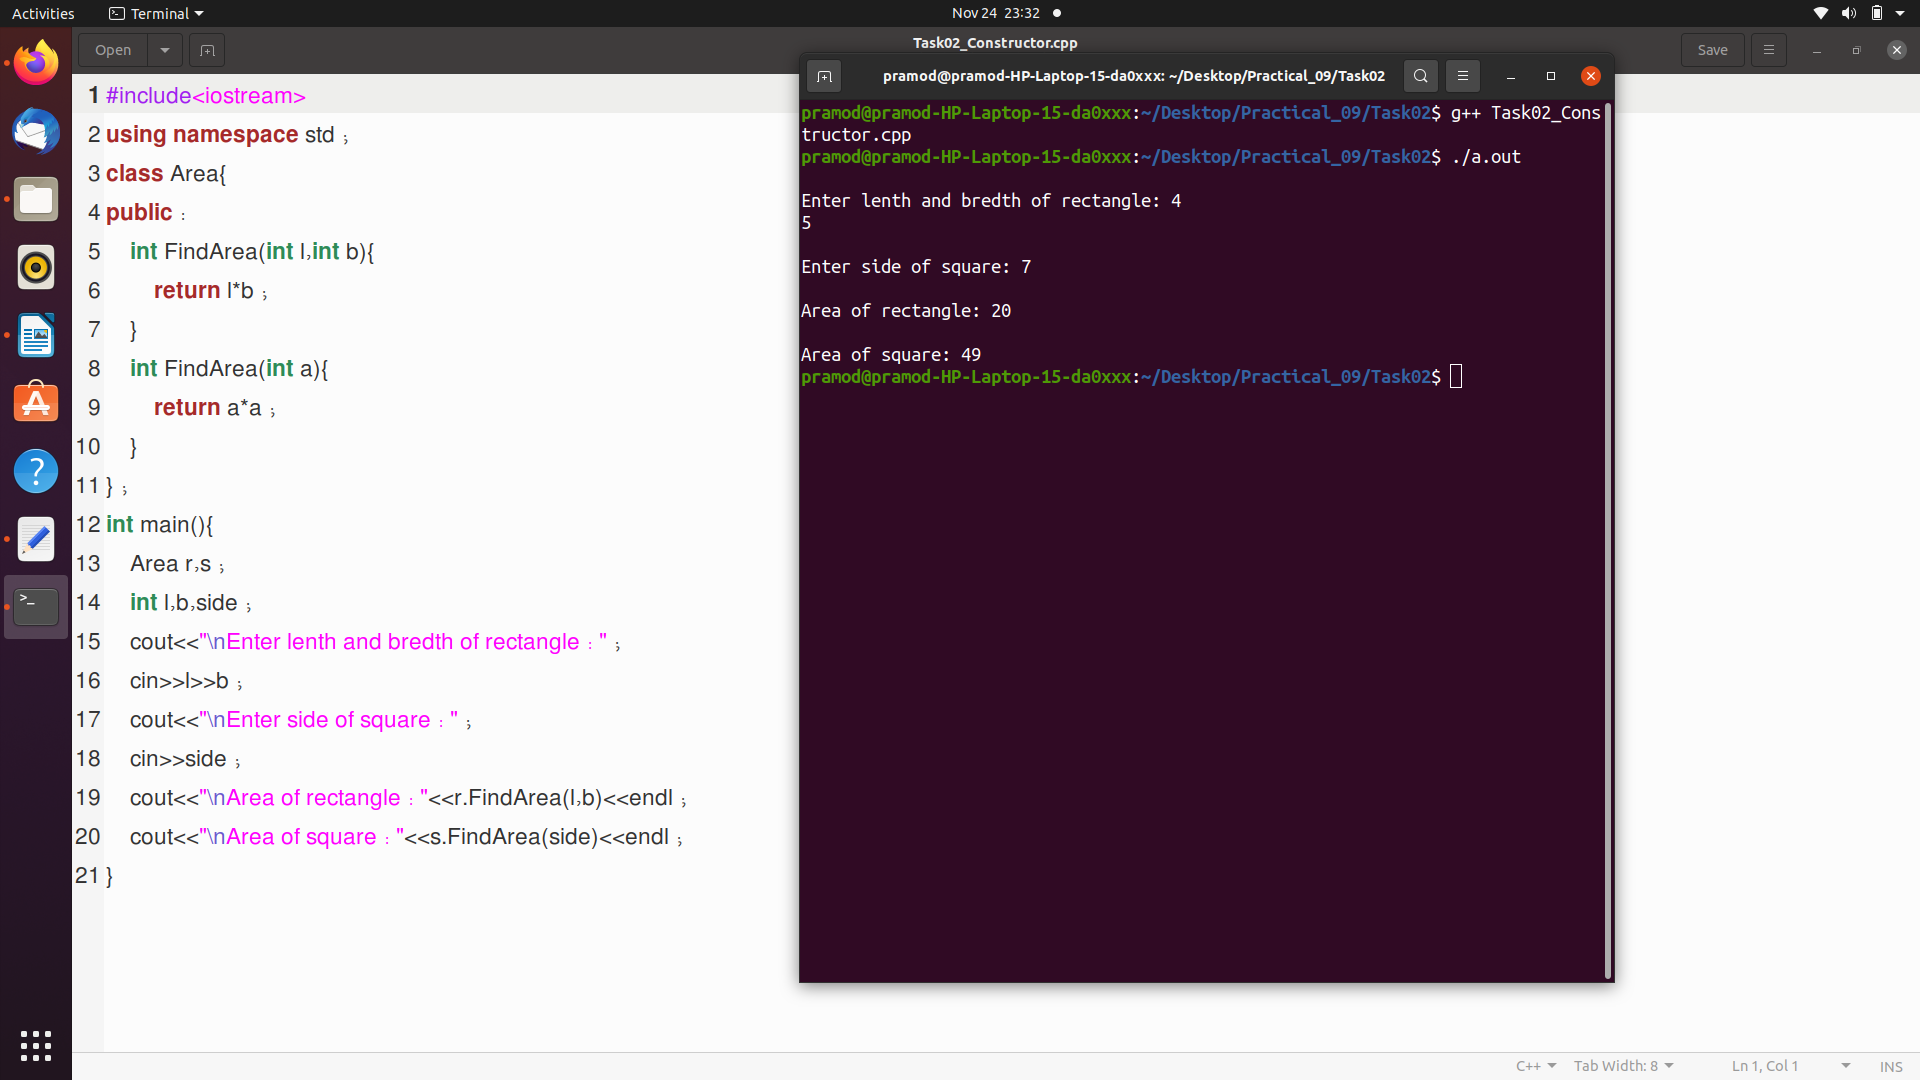 Activities Terminal Nov 24 23:32
Open Task02_Constructor.cpp Save
1 #include<iostream>
2 using namespace std ;
3 class Area{
4 public :
5 int FindArea(int l,int b){
6 return l*b ;
7 }
8 int FindArea(int a){
9 return a*a ;
10 }
11 } ;
12 int main(){
13 Area r,s ;
14 int l,b,side ;
15 cout<<"\nEnter lenth and bredth of rectangle : " ;
16 cin>>l>>b ;
17 cout<<"\nEnter side of square : " ;
18 cin>>side ;
19 cout<<"\nArea of rectangle : "<<r.FindArea(l,b)<<endl ;
20 cout<<"\nArea of square : "<<s.FindArea(side)<<endl ;
21 }
pramod@pramod-HP-Laptop-15-da0xxx: ~/Desktop/Practical_09/Task02
pramod@pramod-HP-Laptop-15-da0xxx:~/Desktop/Practical_09/Task02$ g++ Task02_Cons
tructor.cpp
pramod@pramod-HP-Laptop-15-da0xxx:~/Desktop/Practical_09/Task02$ ./a.out
Enter lenth and bredth of rectangle: 4
5
Enter side of square: 7
Area of rectangle: 20
Area of square: 49
pramod@pramod-HP-Laptop-15-da0xxx:~/Desktop/Practical_09/Task02$
C++ Tab Width: 8 Ln 1, Col 1 INS